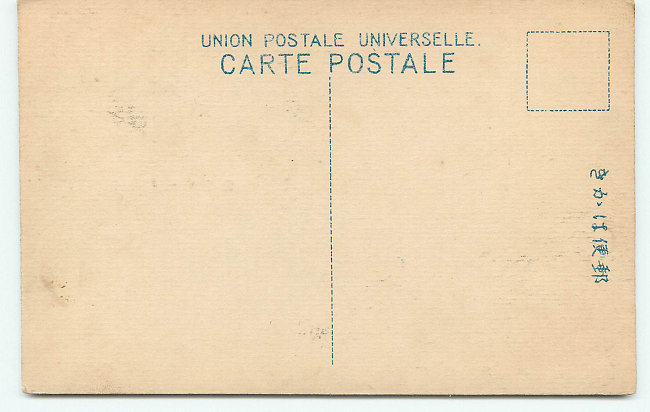 UNION POSTALE UNIVERSELLE.
CARTE POSTALE
きかは便郵